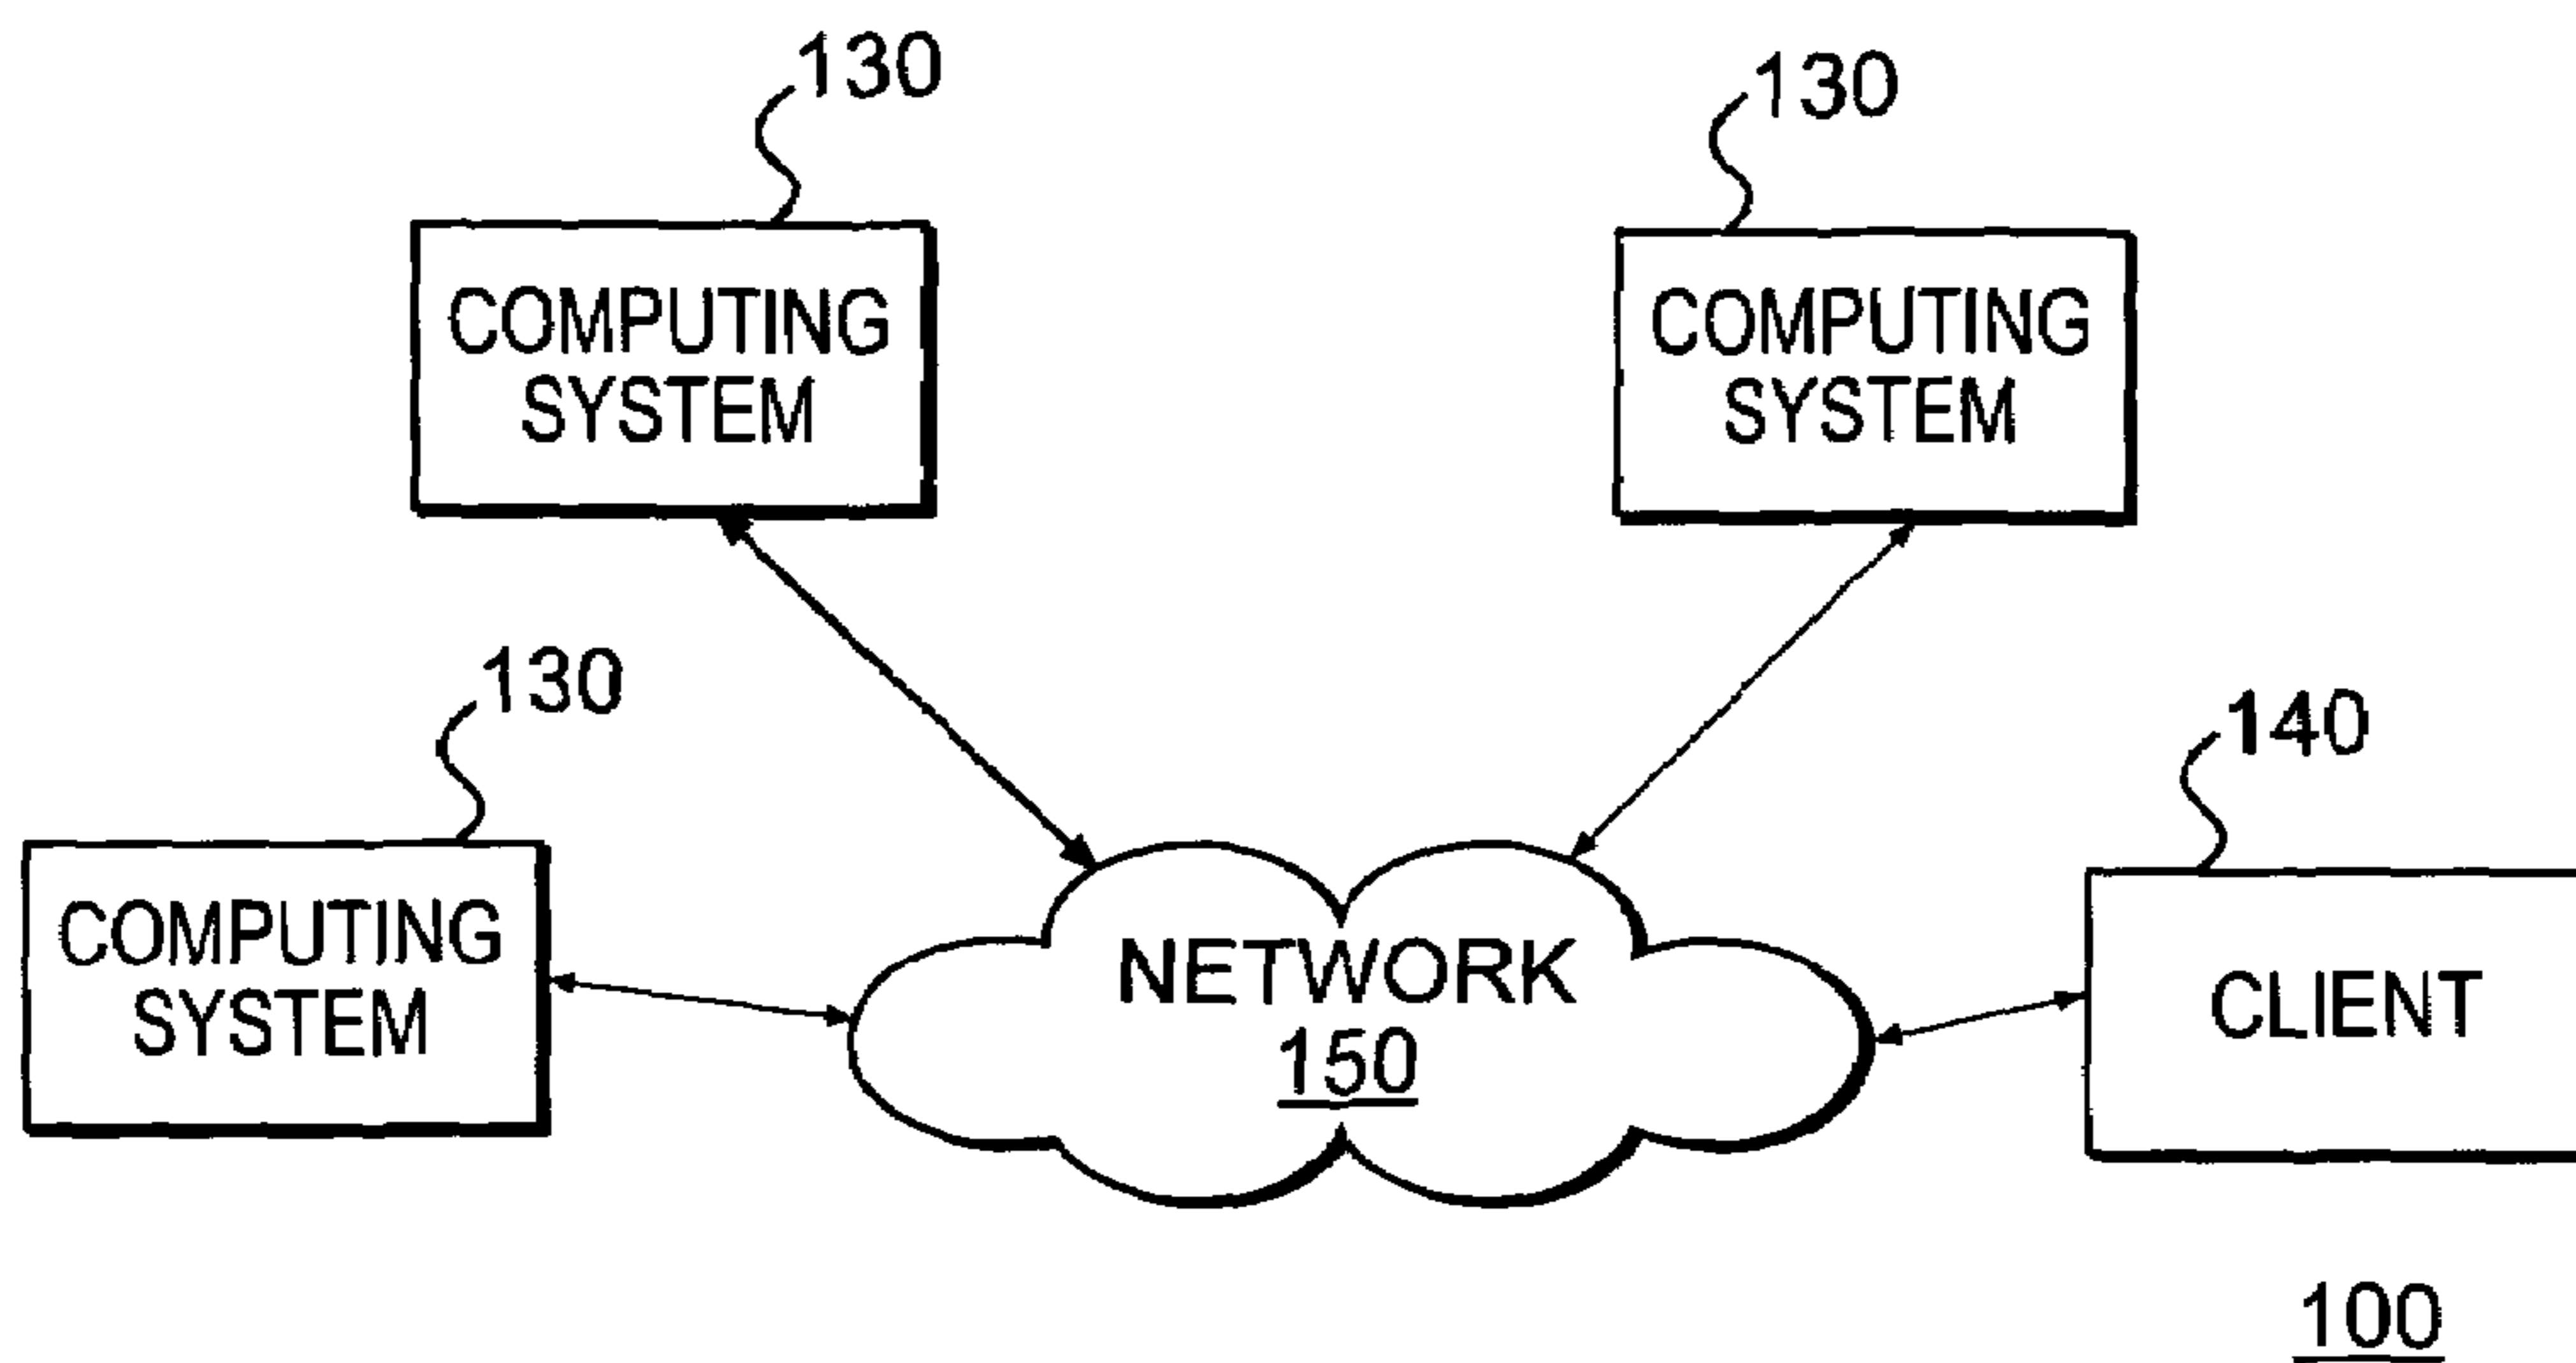 130
130
COMPUTING
SYSTEM
COMPUTING
SYSTEM
130
140
COMPUTING
SYSTEM
NETWORK
150
CLIENT
100